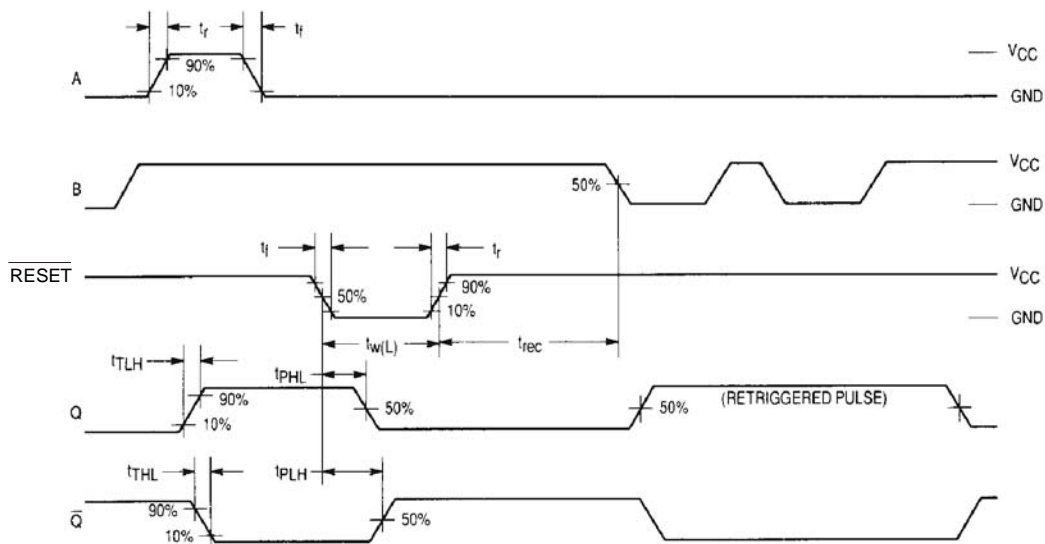 tr tf
VCC
A 90%
10% GND
VCC
B 50%
GND
tf tr
RESET VCC
50% 90%
10% GND
tw(L) trec
tTLH tPHL
90% (RETRIGGERED PULSE)
Q 50% 50%
10%
tTHL tPLH
90% 50%
Q
10%